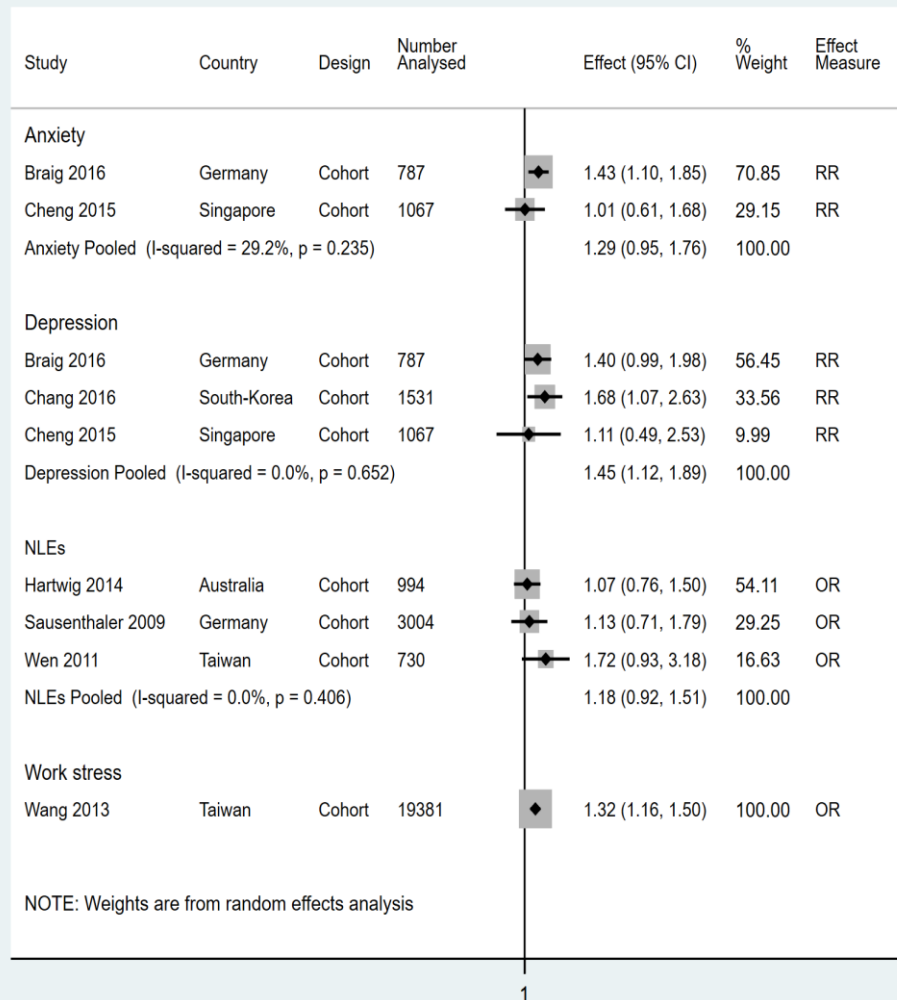 Study Country Design Number Analysed Effect (95% CI) % Weight Effect Measure
Anxiety
Braig 2016 Germany Cohort 787 1.43 (1.10, 1.85) 70.85 RR
Cheng 2015 Singapore Cohort 1067 1.01 (0.61, 1.68) 29.15 RR
Anxiety Pooled (I-squared = 29.2%, p = 0.235) 1.29 (0.95, 1.76) 100.00
Depression
Braig 2016 Germany Cohort 787 1.40 (0.99, 1.98) 56.45 RR
Chang 2016 South-Korea Cohort 1531 1.68 (1.07, 2.63) 33.56 RR
Cheng 2015 Singapore Cohort 1067 1.11 (0.49, 2.53) 9.99 RR
Depression Pooled (I-squared = 0.0%, p = 0.652) 1.45 (1.12, 1.89) 100.00
NLEs
Hartwig 2014 Australia Cohort 994 1.07 (0.76, 1.50) 54.11 OR
Sausenthaler 2009 Germany Cohort 3004 1.13 (0.71, 1.79) 29.25 OR
Wen 2011 Taiwan Cohort 730 1.72 (0.93, 3.18) 16.63 OR
NLEs Pooled (I-squared = 0.0%, p = 0.406) 1.18 (0.92, 1.51) 100.00
Work stress
Wang 2013 Taiwan Cohort 19381 1.32 (1.16, 1.50) 100.00 OR
NOTE: Weights are from random effects analysis
1